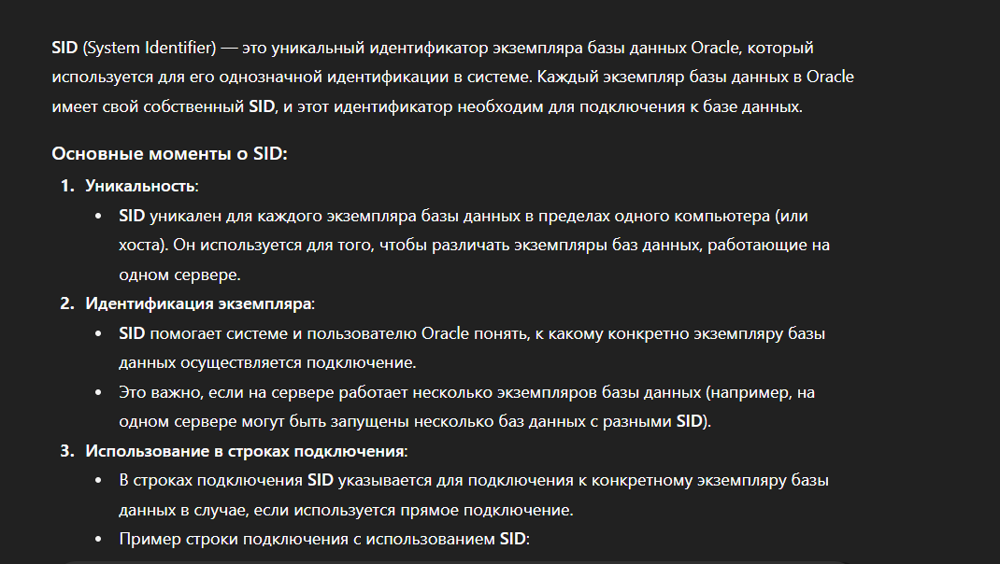 SID (System Identifier) — это уникальный идентификатор экземпляра базы данных Oracle, который
используется для его однозначной идентификации в системе. Каждый экземпляр базы данных в Oracle
имеет свой собственный SID, и этот идентификатор необходим для подключения к базе данных.
Основные моменты о SID:
1. Уникальность:
• SID уникален для каждого экземпляра базы данных в пределах одного компьютера (или
хоста). Он используется для того, чтобы различать экземпляры баз данных, работающие на
одном сервере.
2. Идентификация экземпляра:
• SID помогает системе и пользователю Oracle понять, к какому конкретно экземпляру базы
данных осуществляется подключение.
• Это важно, если на сервере работает несколько экземпляров базы данных (например, на
одном сервере могут быть запущены несколько баз данных с разными SID).
3. Использование в строках подключения:
• В строках подключения SID указывается для подключения к конкретному экземпляру базы
данных в случае, если используется прямое подключение.
• Пример строки подключения с использованием SID: